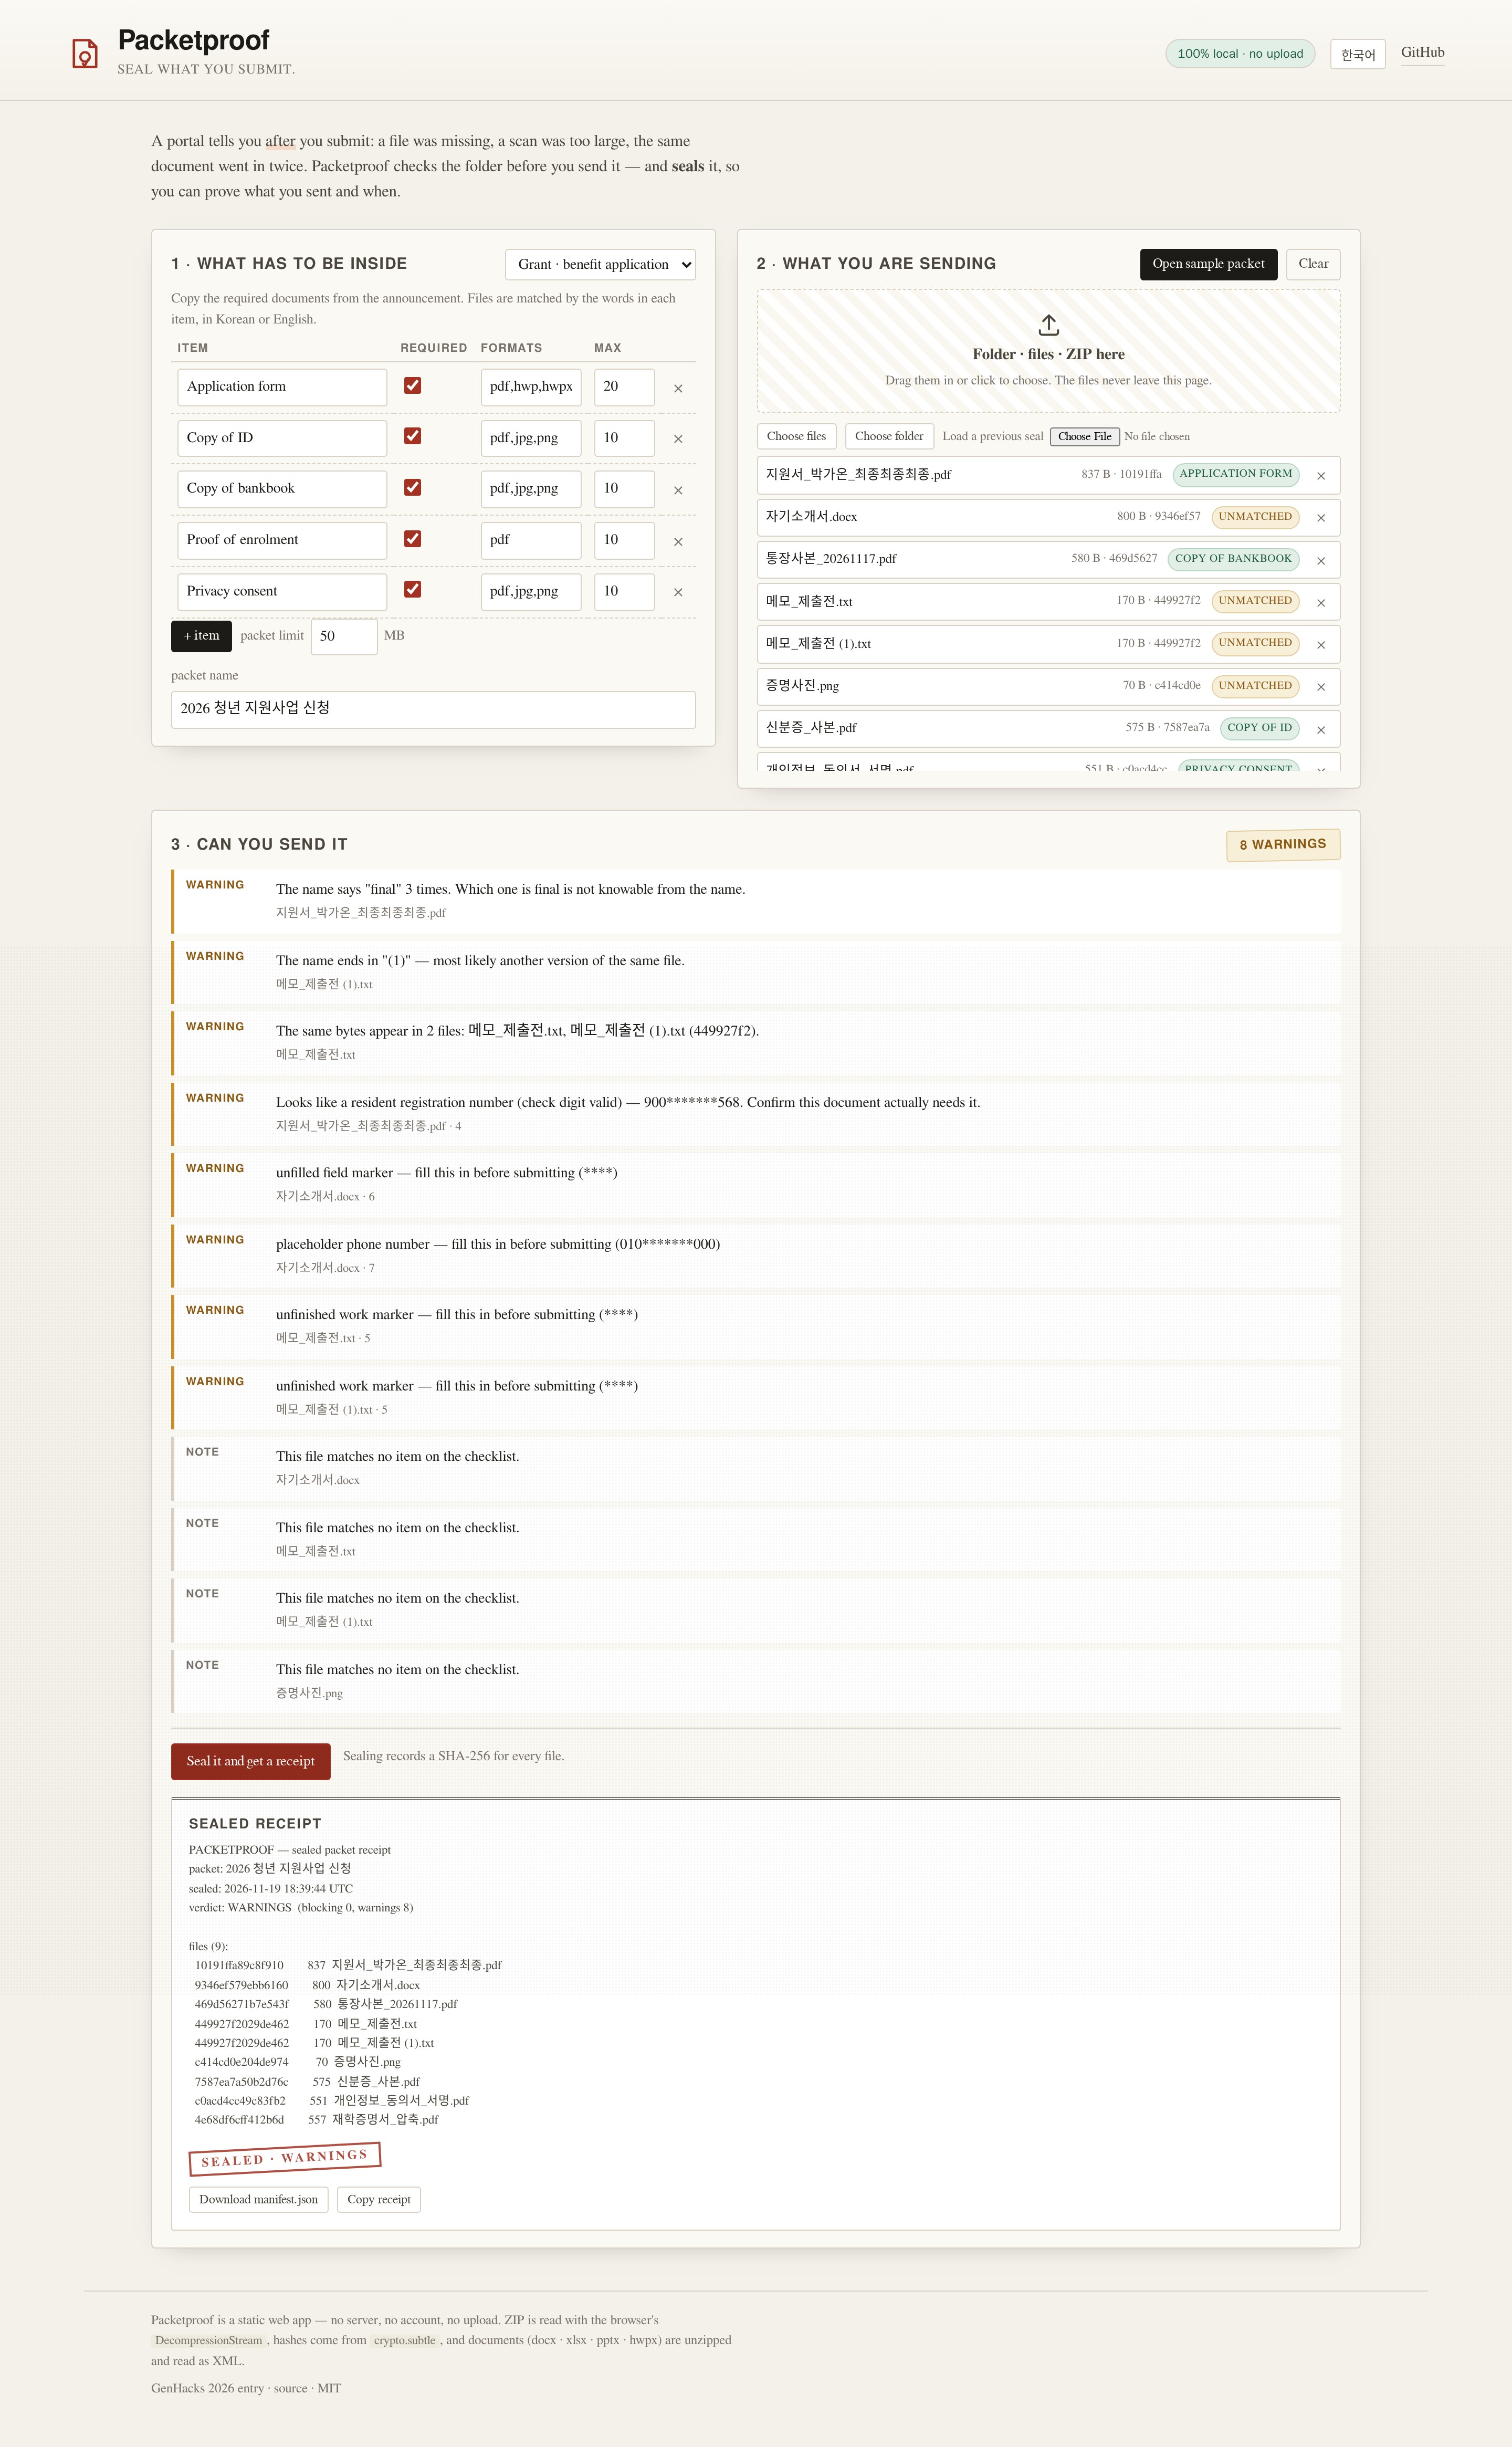 Packetproof
SEAL WHAT YOU SUBMIT.
100% local · no upload
한국어
GitHub
A portal tells you after you submit: a file was missing, a scan was too large, the same
document went in twice. Packetproof checks the folder before you send it — and seals it, so
you can prove what you sent and when.
1 · WHAT HAS TO BE INSIDE
Grant · benefit application
Copy the required documents from the announcement. Files are matched by the words in each
item, in Korean or English.
ITEM REQUIRED FORMATS MAX
Application form pdf,hwp,hwpx 20 ×
Copy of ID pdf,jpg,png 10 ×
Copy of bankbook pdf,jpg,png 10 ×
Proof of enrolment pdf 10 ×
Privacy consent pdf,jpg,png 10 ×
+ item packet limit 50 MB
packet name
2026 청년 지원사업 신청
2 · WHAT YOU ARE SENDING
Open sample packet
Clear
Folder · files · ZIP here
Drag them in or click to choose. The files never leave this page.
Choose files Choose folder Load a previous seal Choose File No file chosen
지원서_박가온_최종최종최종.pdf 837 B · 10191ffa APPLICATION FORM ×
자기소개서.docx 800 B · 9346ef57 UNMATCHED ×
통장사본_20261117.pdf 580 B · 469d5627 COPY OF BANKBOOK ×
메모_제출전.txt 170 B · 449927f2 UNMATCHED ×
메모_제출전 (1).txt 170 B · 449927f2 UNMATCHED ×
증명사진.png 70 B · c414cd0e UNMATCHED ×
신분증_사본.pdf 575 B · 7587ea7a COPY OF ID ×
개인정보_동의서_서명.pdf 551 B · c0acd4cc PRIVACY CONSENT ×
3 · CAN YOU SEND IT
8 WARNINGS
WARNING The name says "final" 3 times. Which one is final is not knowable from the name.
지원서_박가온_최종최종최종.pdf
WARNING The name ends in "(1)" — most likely another version of the same file.
메모_제출전 (1).txt
WARNING The same bytes appear in 2 files: 메모_제출전.txt, 메모_제출전 (1).txt (449927f2).
메모_제출전.txt
WARNING Looks like a resident registration number (check digit valid) — 900*******568. Confirm this document actually needs it.
지원서_박가온_최종최종최종.pdf · 4
WARNING unfilled field marker — fill this in before submitting (****)
자기소개서.docx · 6
WARNING placeholder phone number — fill this in before submitting (010*******000)
자기소개서.docx · 7
WARNING unfinished work marker — fill this in before submitting (****)
메모_제출전.txt · 5
WARNING unfinished work marker — fill this in before submitting (****)
메모_제출전 (1).txt · 5
NOTE This file matches no item on the checklist.
자기소개서.docx
NOTE This file matches no item on the checklist.
메모_제출전.txt
NOTE This file matches no item on the checklist.
메모_제출전 (1).txt
NOTE This file matches no item on the checklist.
증명사진.png
Seal it and get a receipt Sealing records a SHA-256 for every file.
SEALED RECEIPT
PACKETPROOF — sealed packet receipt
packet: 2026 청년 지원사업 신청
sealed: 2026-11-19 18:39:44 UTC
verdict: WARNINGS (blocking 0, warnings 8)
files (9):
10191ffa89c8f910 837 지원서_박가온_최종최종최종.pdf
9346ef579ebb6160 800 자기소개서.docx
469d56271b7e543f 580 통장사본_20261117.pdf
449927f2029de462 170 메모_제출전.txt
449927f2029de462 170 메모_제출전 (1).txt
c414cd0e204de974 70 증명사진.png
7587ea7a50b2d76c 575 신분증_사본.pdf
c0acd4cc49c83fb2 551 개인정보_동의서_서명.pdf
4e68df6cff412b6d 557 재학증명서_압축.pdf
SEALED · WARNINGS
Download manifest.json Copy receipt
Packetproof is a static web app — no server, no account, no upload. ZIP is read with the browser's
DecompressionStream, hashes come from crypto.subtle, and documents (docx · xlsx · pptx · hwpx) are unzipped
and read as XML.
GenHacks 2026 entry · source · MIT